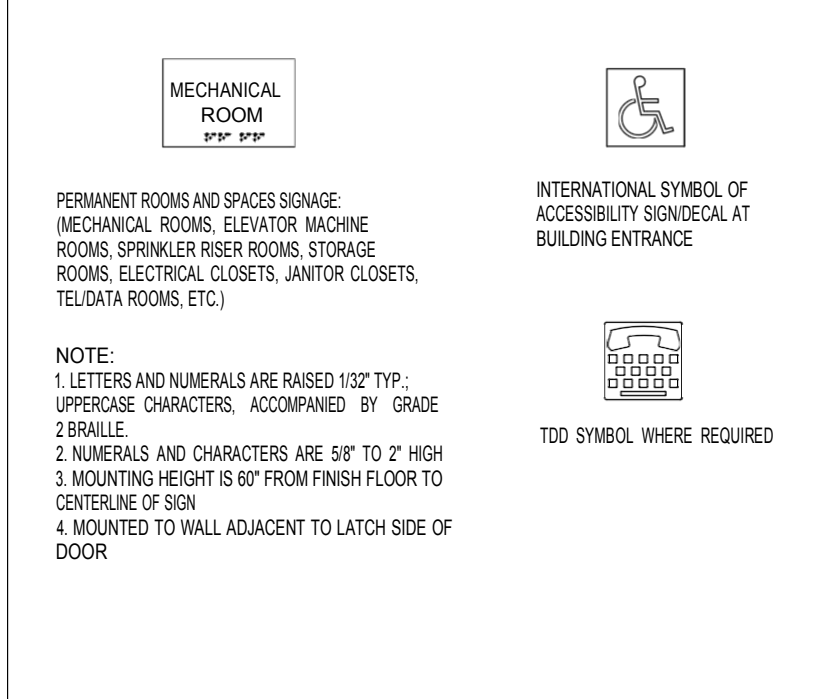 MECHANICAL
ROOM
PERMANENT ROOMS AND SPACES SIGNAGE:
(MECHANICAL ROOMS, ELEVATOR MACHINE
ROOMS, SPRINKLER RISER ROOMS, STORAGE
ROOMS, ELECTRICAL CLOSETS, JANITOR CLOSETS,
TEL/DATA ROOMS, ETC.)
NOTE:
1. LETTERS AND NUMERALS ARE RAISED 1/32" TYP.;
UPPERCASE CHARACTERS, ACCOMPANIED BY GRADE
2 BRAILLE.
2. NUMERALS AND CHARACTERS ARE 5/8" TO 2" HIGH
3. MOUNTING HEIGHT IS 60" FROM FINISH FLOOR TO
CENTERLINE OF SIGN
4. MOUNTED TO WALL ADJACENT TO LATCH SIDE OF
DOOR
INTERNATIONAL SYMBOL OF
ACCESSIBILITY SIGN/DECAL AT
BUILDING ENTRANCE
TDD SYMBOL WHERE REQUIRED